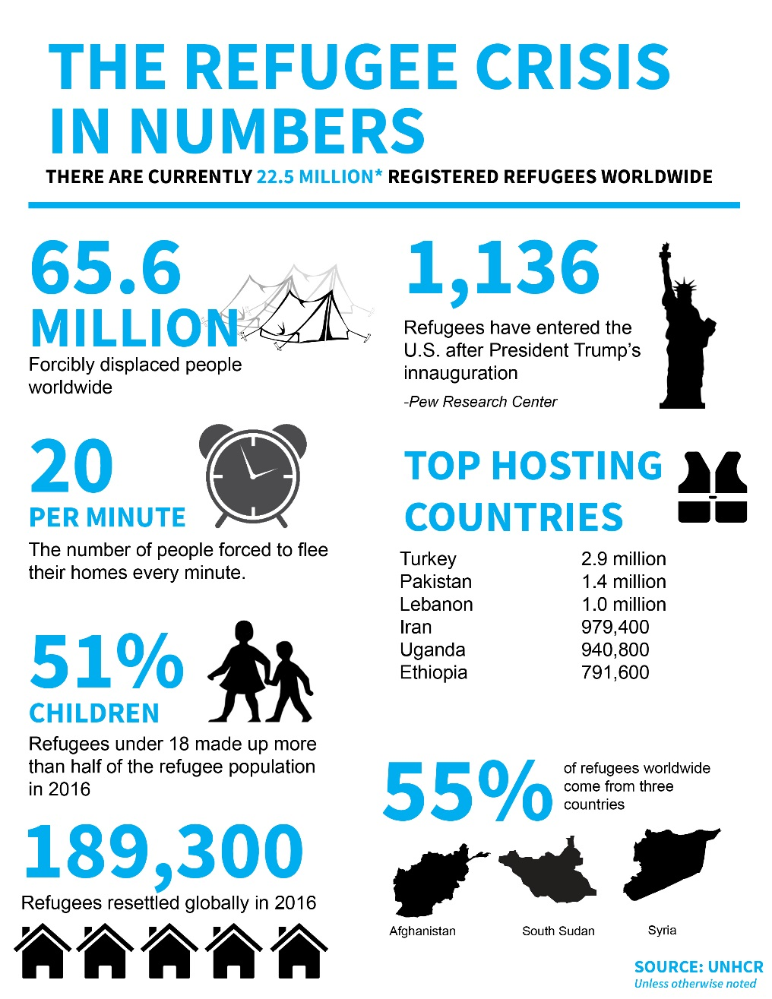 THE REFUGEE CRISIS
IN NUMBERS
THERE ARE CURRENTLY 22.5 MILLION* REGISTERED REFUGEES WORLDWIDE
65.6
MILLION
Forcibly displaced people
worldwide
20
PER MINUTE
The number of people forced to flee
their homes every minute.
51%
CHILDREN
Refugees under 18 made up more
than half of the refugee population
in 2016
189,300
Refugees resettled globally in 2016
1,136
Refugees have entered the
U.S. after President Trump's
innauguration
-Pew Research Center
TOP HOSTING
COUNTRIES
Turkey 2.9 million
Pakistan 1.4 million
Lebanon 1.0 million
Iran 979,400
Uganda 940,800
Ethiopia 791,600
55%
of refugees worldwide
come from three
countries
Afghanistan South Sudan Syria
SOURCE: UNHCR
Unless otherwise noted